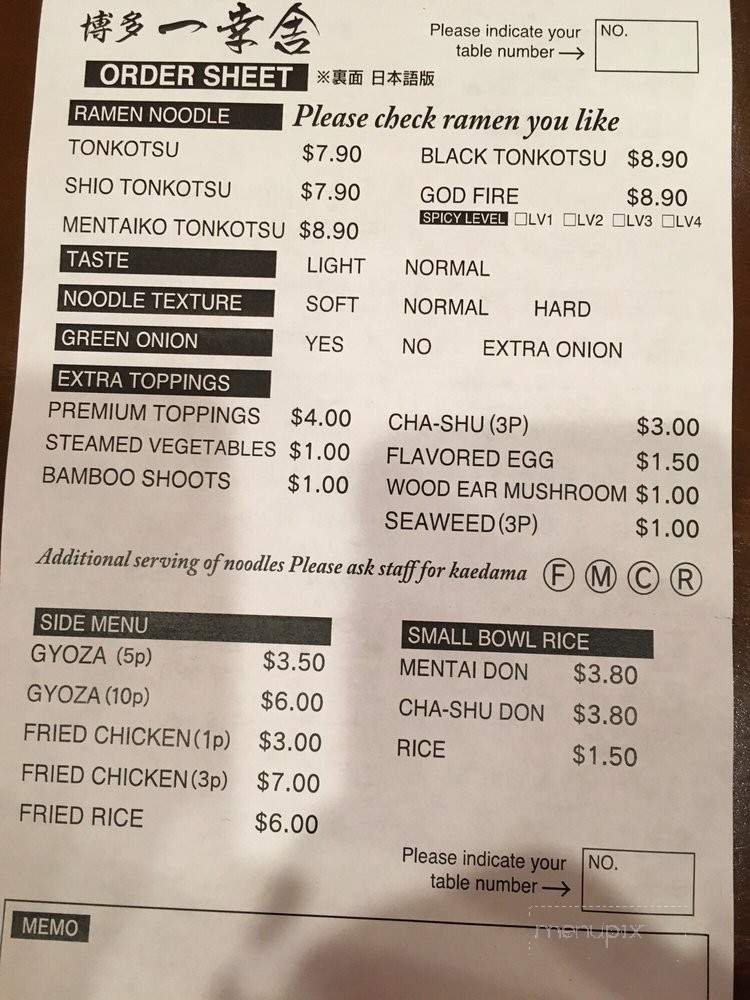 博多 一幸舎
Please indicate your
table number→
NO.
ORDER SHEET ※裏面 日本語版
RAMEN NOODLE Please check ramen you like
TONKOTSU $7.90 BLACK TONKOTSU $8.90
SHIO TONKOTSU $7.90 GOD FIRE $8.90
SPICY LEVEL □LV1 □LV2 □LV3 □LV4
MENTAIKO TONKOTSU $8.90
TASTE LIGHT NORMAL
NOODLE TEXTURE SOFT NORMAL HARD
GREEN ONION YES NO EXTRA ONION
EXTRA TOPPINGS
PREMIUM TOPPINGS $4.00 CHA-SHU (3P) $3.00
STEAMED VEGETABLES $1.00 FLAVORED EGG $1.50
BAMBOO SHOOTS $1.00 WOOD EAR MUSHROOM $1.00
SEAWEED (3P) $1.00
Additional serving of noodles Please ask staff for kaedama Ⓕ Ⓜ Ⓒ Ⓡ
SIDE MENU
GYOZA (5p) $3.50
GYOZA (10p) $6.00
FRIED CHICKEN (1p) $3.00
FRIED CHICKEN (3p) $7.00
FRIED RICE $6.00
SMALL BOWL RICE
MENTAI DON $3.80
CHA-SHU DON $3.80
RICE $1.50
Please indicate your
table number→
NO.
MEMO
menupix